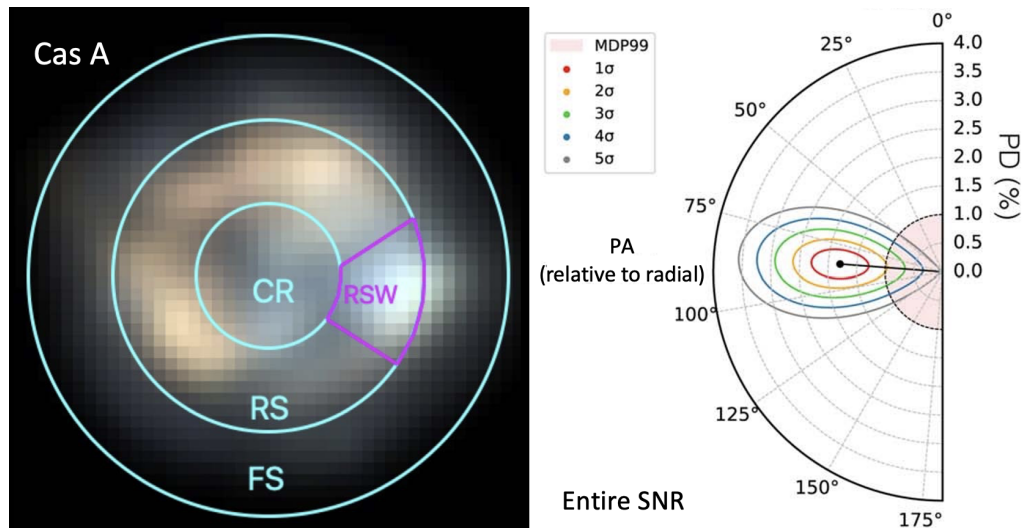 Cas A
CR
RSW
RS
FS
MDP99
1σ
2σ
3σ
4σ
5σ
0°
25°
50°
75°
100°
125°
150°
175°
4.0
3.5
3.0
2.5
2.0
1.5
1.0
0.5
0.0
PD (%)
PA
(relative to radial)
Entire SNR